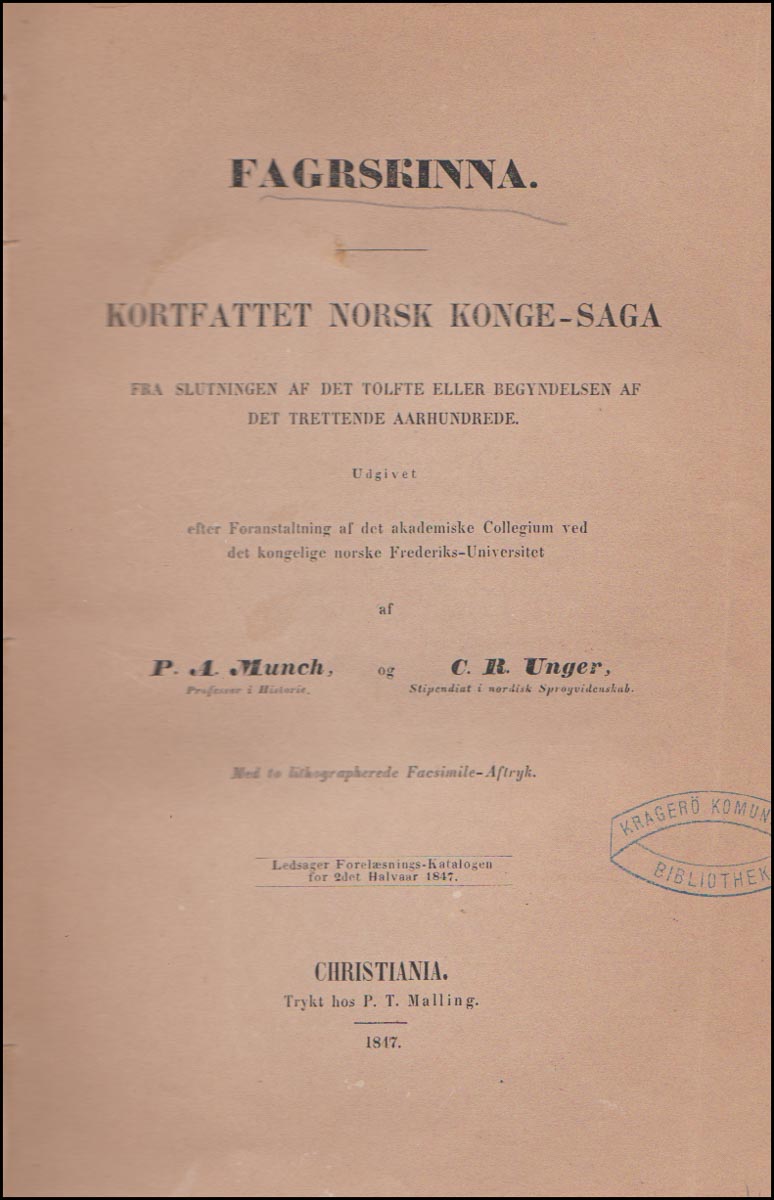 FAGRSKINNA.
KORTFATTET NORSK KONGE-SAGA
FRA SLUTNINGEN AF DET TOLFTE ELLER BEGYNDELSEN AF
DET TRETTENDE AARHUNDREDE.
Udgivet
efter Foranstaltning af det akademiske Collegium ved
det kongelige norske Frederiks-Universitet
af
P. A. Munch, og C. R. Unger,
Professor i Historie. Stipendiat i nordisk Sprogvidenskab.
Med to lithographerede Facsimile-Aftryk.
KRAGERÖ KOMUN
BIBLIOTHEK
Ledsager Forelæsnings-Katalogen
for 2det Halvaar 1847.
CHRISTIANIA.
Trykt hos P. T. Malling.
1847.